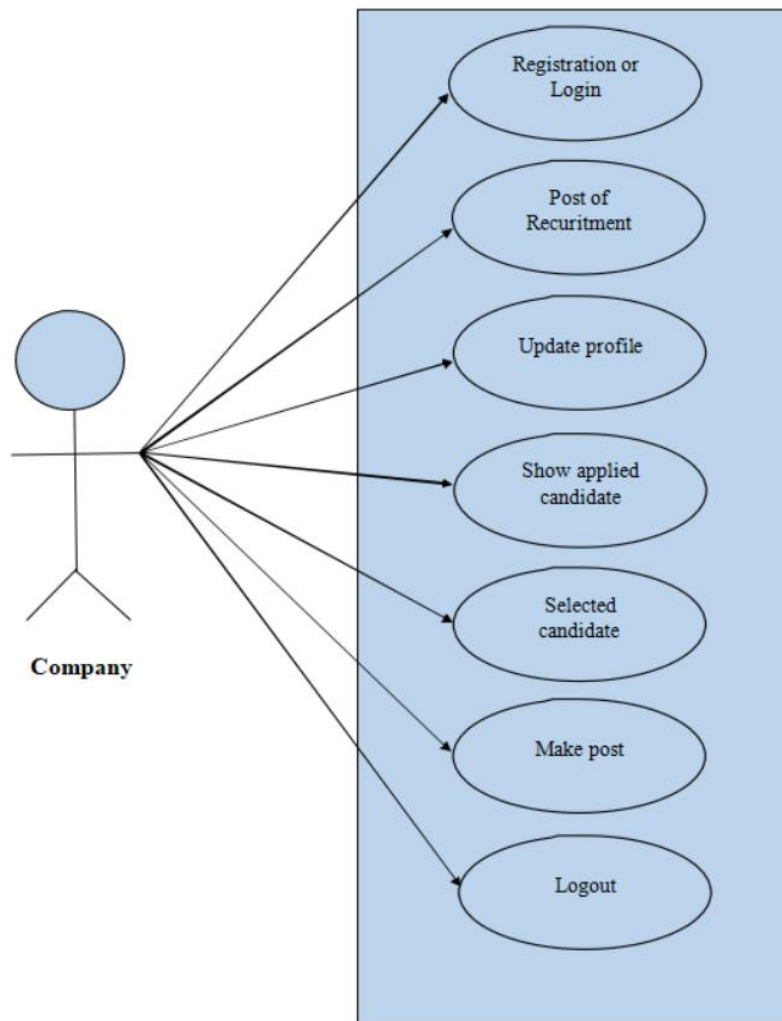 Registration or
Login
Post of
Recuritment
Update profile
Show applied
candidate
Selected
candidate
Company
Make post
Logout